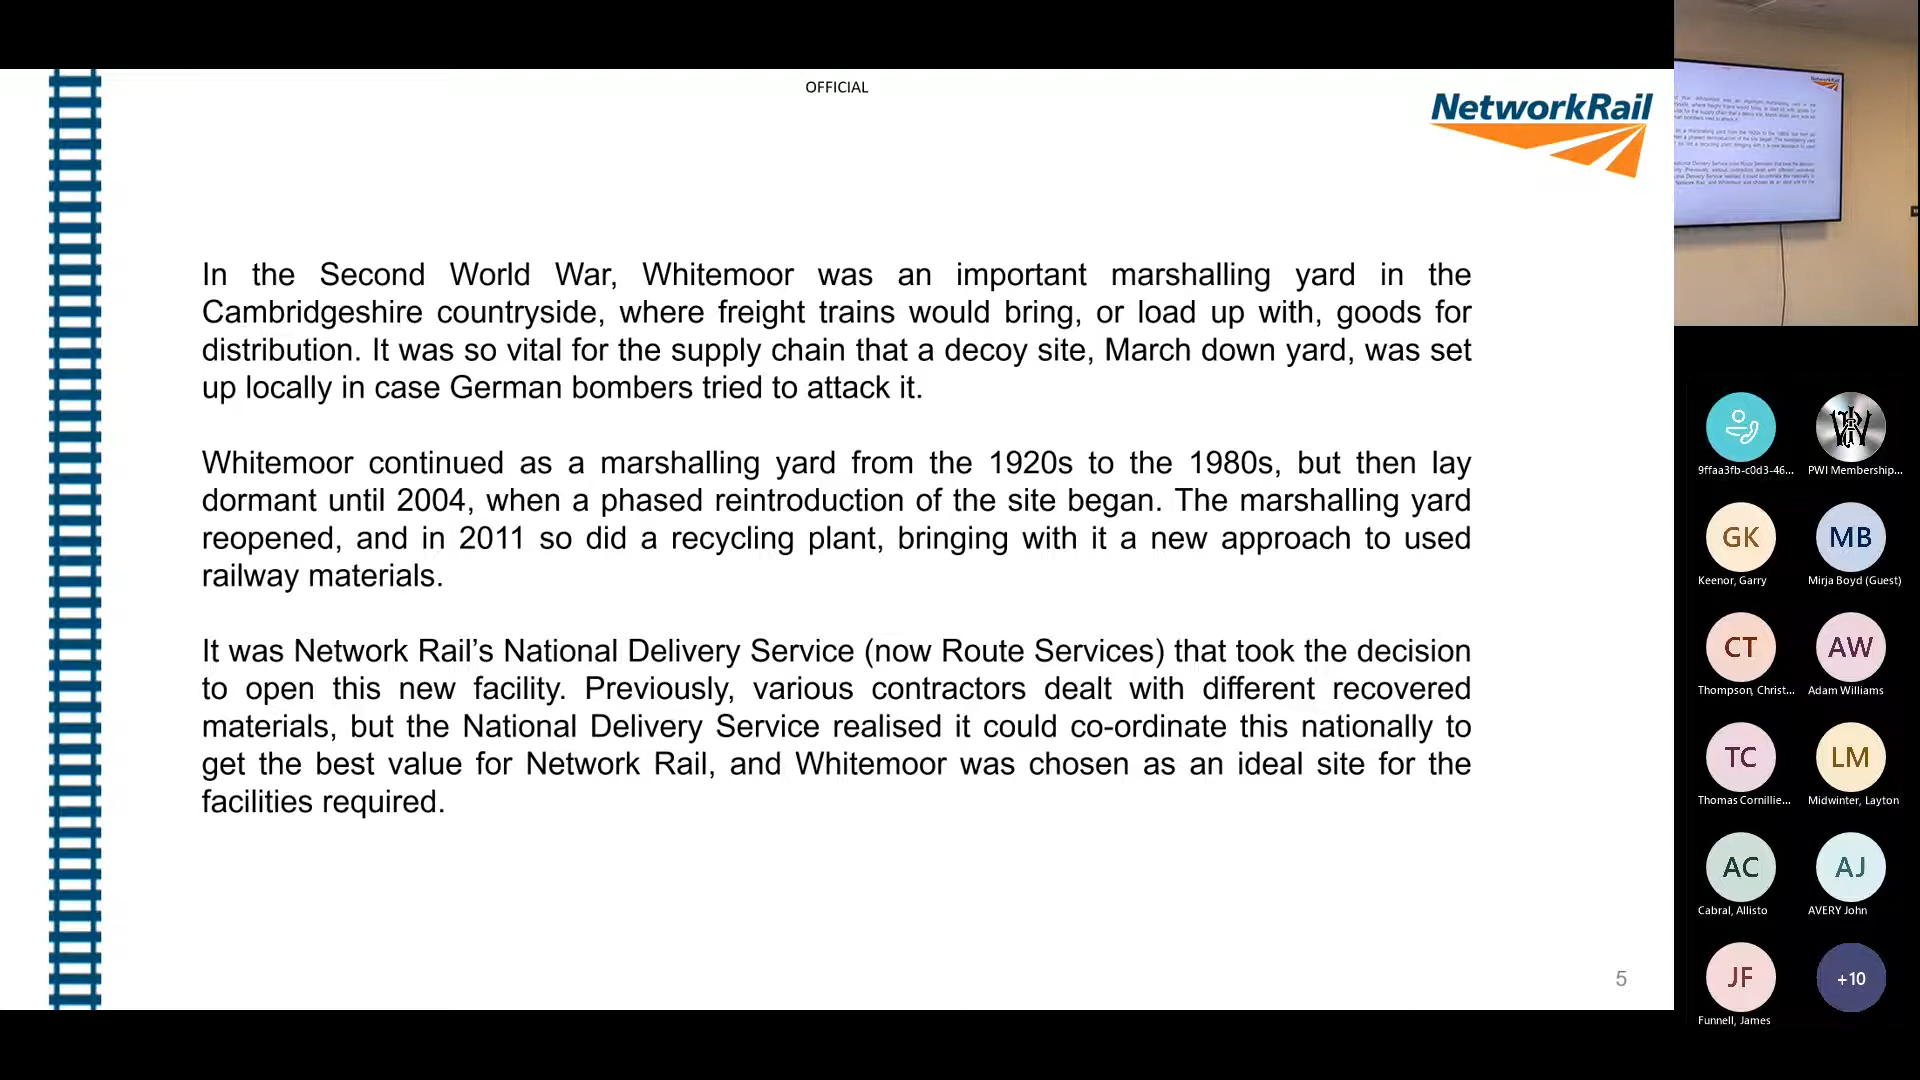 OFFICIAL
NetworkRail
In the Second World War, Whitemoor was an important marshalling yard in the
Cambridgeshire countryside, where freight trains would bring, or load up with, goods for
distribution. It was so vital for the supply chain that a decoy site, March down yard, was set
up locally in case German bombers tried to attack it.
Whitemoor continued as a marshalling yard from the 1920s to the 1980s, but then lay
dormant until 2004, when a phased reintroduction of the site began. The marshalling yard
reopened, and in 2011 so did a recycling plant, bringing with it a new approach to used
railway materials.
It was Network Rail’s National Delivery Service (now Route Services) that took the decision
to open this new facility. Previously, various contractors dealt with different recovered
materials, but the National Delivery Service realised it could co-ordinate this nationally to
get the best value for Network Rail, and Whitemoor was chosen as an ideal site for the
facilities required.
5
9ffaa3fb-c0d3-46...
PWI Membership...
GK
MB
Keenor, Garry
Mirja Boyd (Guest)
CT
AW
Thompson, Christ...
Adam Williams
TC
LM
Thomas Cornillie...
Midwinter, Layton
AC
AJ
Cabral, Allisto
AVERY John
JF
+10
Funnell, James